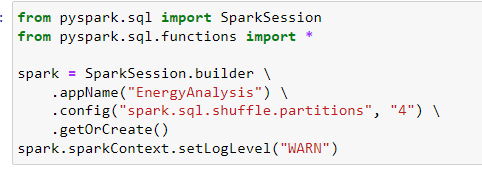 :
from pyspark.sql import SparkSession
from pyspark.sql.functions import *

spark = SparkSession.builder \
    .appName("EnergyAnalysis") \
    .config("spark.sql.shuffle.partitions", "4") \
    .getOrCreate()
spark.sparkContext.setLogLevel("WARN")